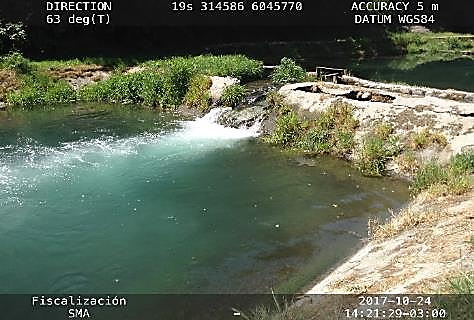 DIRECTION
63 deg(T)
19s 314586 6045770
ACCURACY 5 m
DATUM WGS84
Fiscalización
SMA
2017-10-24
14:21:29-03:00